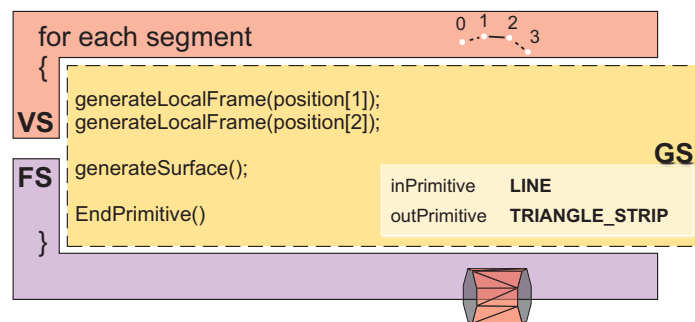 for each segment
0 1 2 3
{
generateLocalFrame(position[1]);
VS
generateLocalFrame(position[2]);
GS
FS
generateSurface();
inPrimitive LINE
EndPrimitive()
outPrimitive TRIANGLE_STRIP
}